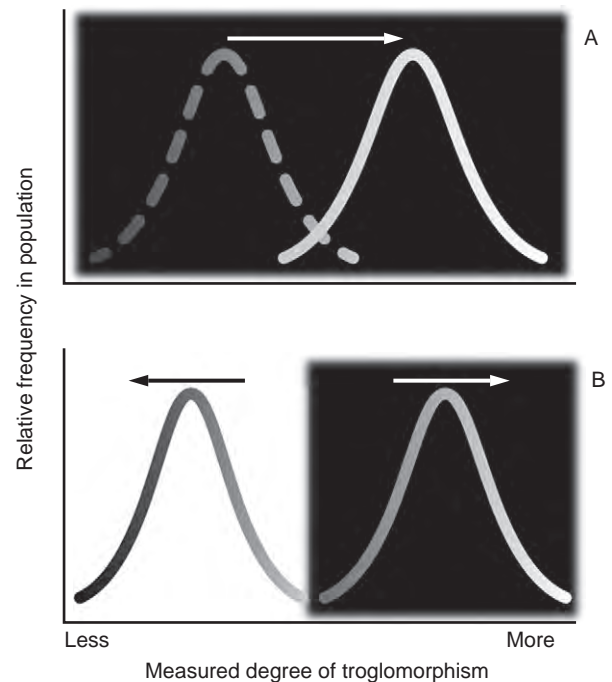 A
Relative frequency in population
B
Less
More
Measured degree of troglomorphism